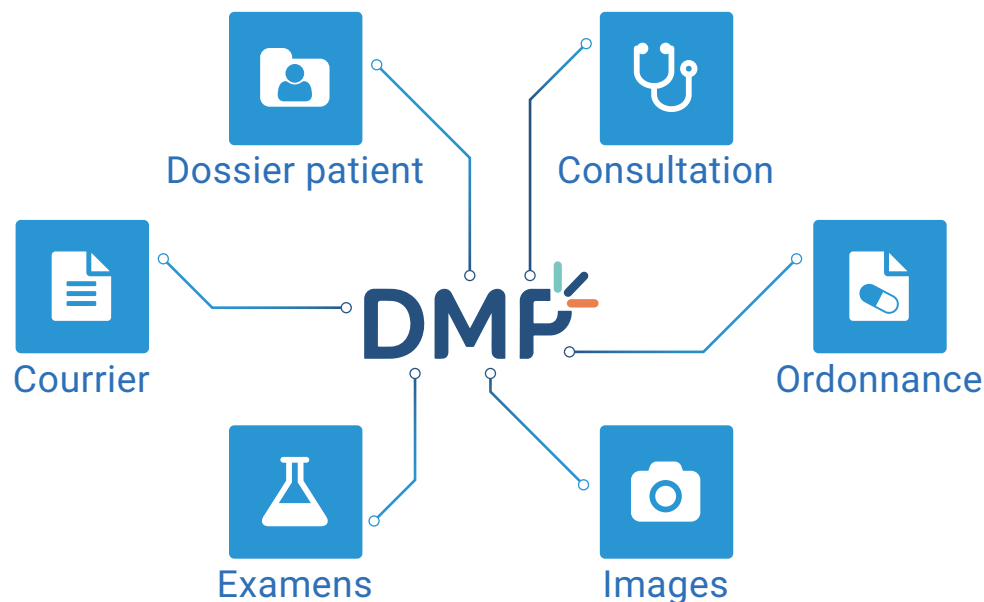 Dossier patient
Consultation
Courrier
DMP
Ordonnance
Examens
Images